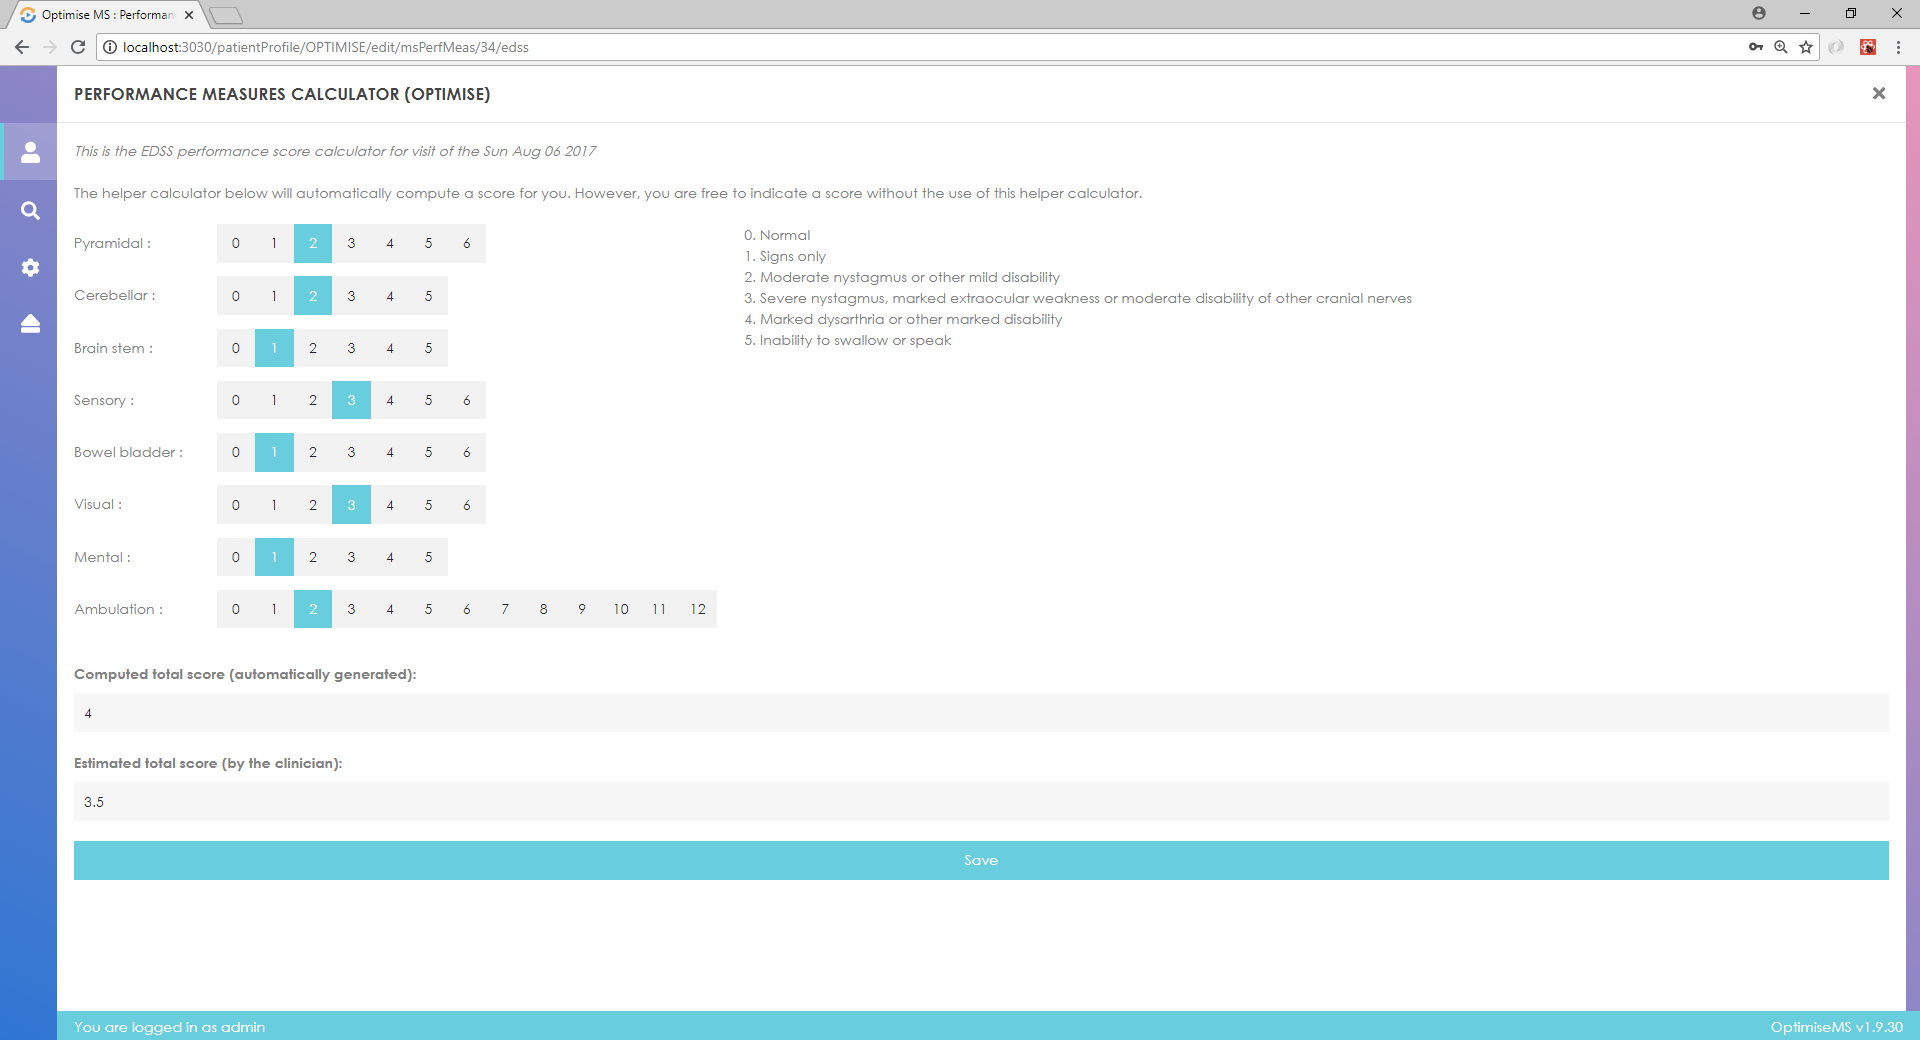 Optimise MS : Performan
localhost:3030/patientProfile/OPTIMISE/edit/msPerfMeas/34/edss
PERFORMANCE MEASURES CALCULATOR (OPTIMISE)
This is the EDSS performance score calculator for visit of the Sun Aug 06 2017
The helper calculator below will automatically compute a score for you. However, you are free to indicate a score without the use of this helper calculator.
Pyramidal : 0 1 2 3 4 5 6
Cerebellar : 0 1 2 3 4 5
Brain stem : 0 1 2 3 4 5
Sensory : 0 1 2 3 4 5 6
Bowel bladder : 0 1 2 3 4 5 6
Visual : 0 1 2 3 4 5 6
Mental : 0 1 2 3 4 5
Ambulation : 0 1 2 3 4 5 6 7 8 9 10 11 12
0. Normal
1. Signs only
2. Moderate nystagmus or other mild disability
3. Severe nystagmus, marked extraocular weakness or moderate disability of other cranial nerves
4. Marked dysarthria or other marked disability
5. Inability to swallow or speak
Computed total score (automatically generated):
4
Estimated total score (by the clinician):
3.5
Save
You are logged in as admin
OptimiseMS v1.9.30